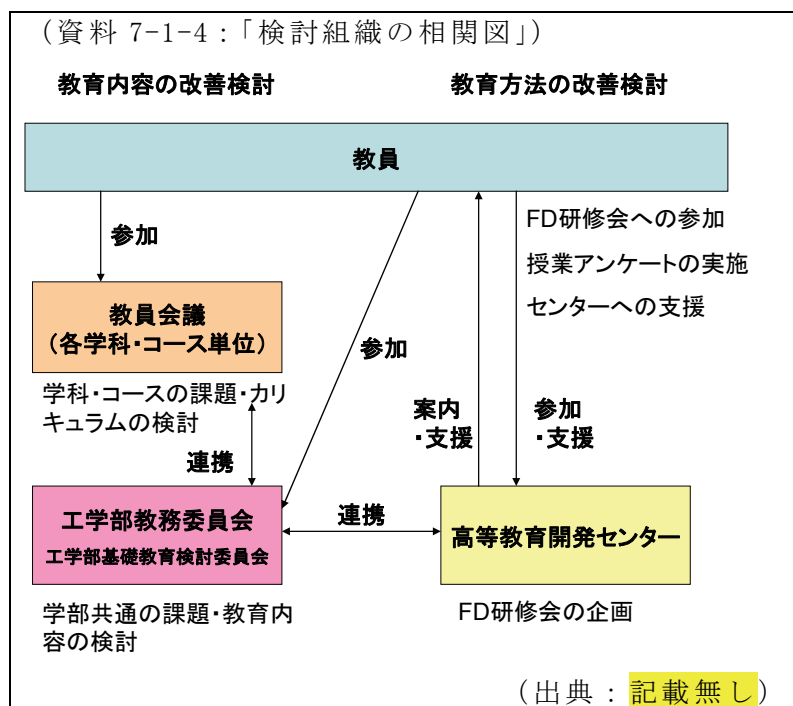 （資料 7-1-4：「検討組織の相関図」）
教育内容の改善検討
教育方法の改善検討
教員
参加
FD研修会への参加
授業アンケートの実施
センターへの支援
教員会議
（各学科・コース単位）
学科・コースの課題・カリ
キュラムの検討
参加
案内
・支援
参加
・支援
連携
工学部教務委員会
工学部基礎教育検討委員会
連携
高等教育開発センター
学部共通の課題・教育内
容の検討
FD研修会の企画
（出典：記載無し）